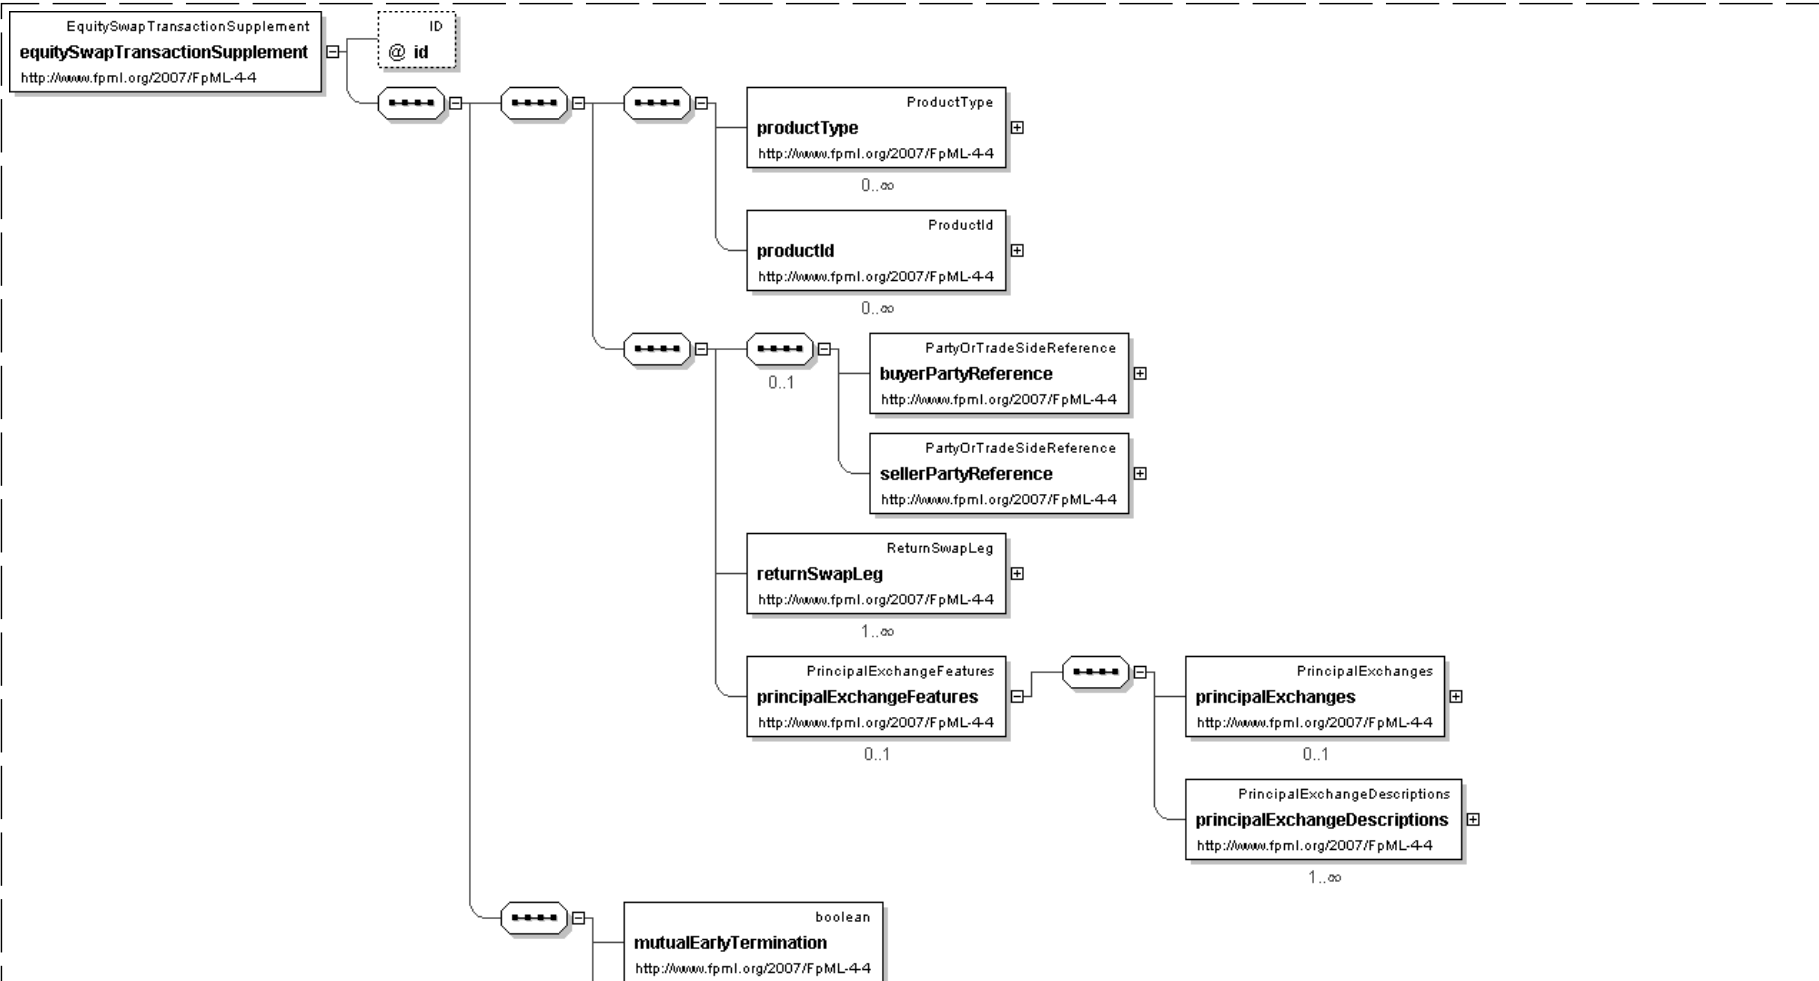 EquitySwapTransactionSupplement
equitySwapTransactionSupplement
http://www.fpml.org/2007/FpML-4-4
ID
@ id
ProductType
productType
http://www.fpml.org/2007/FpML-4-4
0..∞
ProductId
productId
http://www.fpml.org/2007/FpML-4-4
0..∞
0..1
PartyOrTradeSideReference
buyerPartyReference
http://www.fpml.org/2007/FpML-4-4
PartyOrTradeSideReference
sellerPartyReference
http://www.fpml.org/2007/FpML-4-4
ReturnSwapLeg
returnSwapLeg
http://www.fpml.org/2007/FpML-4-4
1..∞
PrincipalExchangeFeatures
principalExchangeFeatures
http://www.fpml.org/2007/FpML-4-4
0..1
PrincipalExchanges
principalExchanges
http://www.fpml.org/2007/FpML-4-4
0..1
PrincipalExchangeDescriptions
principalExchangeDescriptions
http://www.fpml.org/2007/FpML-4-4
1..∞
boolean
mutualEarlyTermination
http://www.fpml.org/2007/FpML-4-4